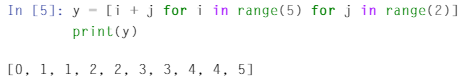 In [5]: y = [i + j for i in range(5) for j in range(2)]
print(y)
[0, 1, 1, 2, 2, 3, 3, 4, 4, 5]